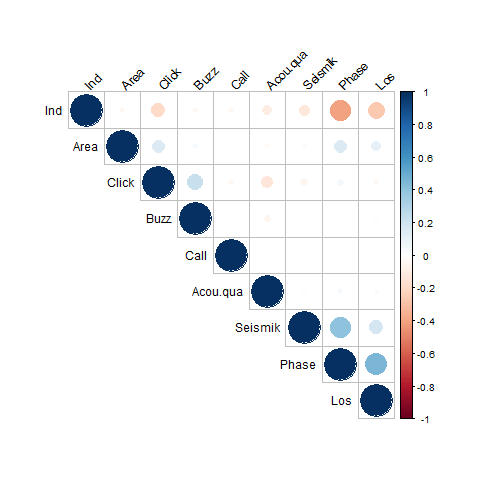 Ind Area Click Buzz Call Acou.qua Seismik Phase Los
Ind
Area
Click
Buzz
Call
Acou.qua
Seismik
Phase
Los
1
0.8
0.6
0.4
0.2
0
-0.2
-0.4
-0.6
-0.8
-1